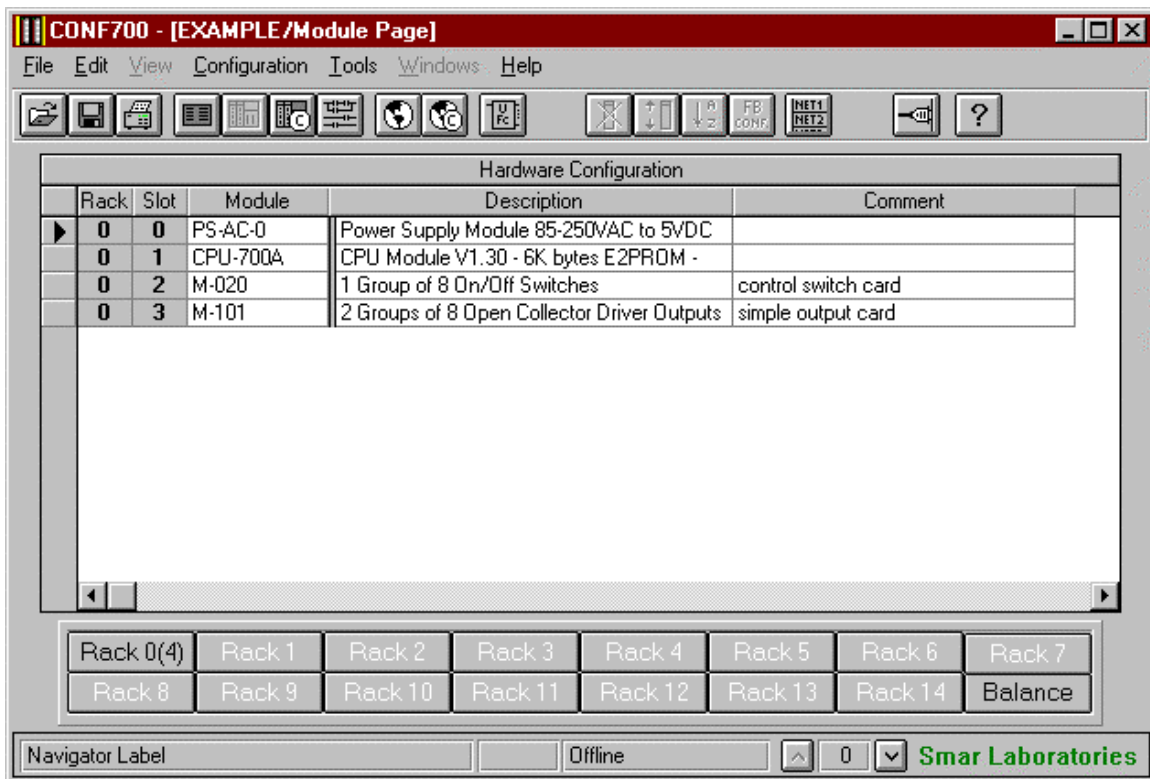 CONF700 - [EXAMPLE/Module Page]
File Edit View Configuration Tools Windows Help
FB CONF. NET1 NET2 ?
Hardware Configuration
Rack Slot Module Description Comment
0 0 PS-AC-0 Power Supply Module 85-250VAC to 5VDC
0 1 CPU-700A CPU Module V1.30 - 6K bytes E2PROM -
0 2 M-020 1 Group of 8 On/Off Switches control switch card
0 3 M-101 2 Groups of 8 Open Collector Driver Outputs simple output card
Rack 0(4) Rack 1 Rack 2 Rack 3 Rack 4 Rack 5 Rack 6 Rack 7
Rack 8 Rack 9 Rack 10 Rack 11 Rack 12 Rack 13 Rack 14 Balance
Navigator Label Offline 0 Smar Laboratories